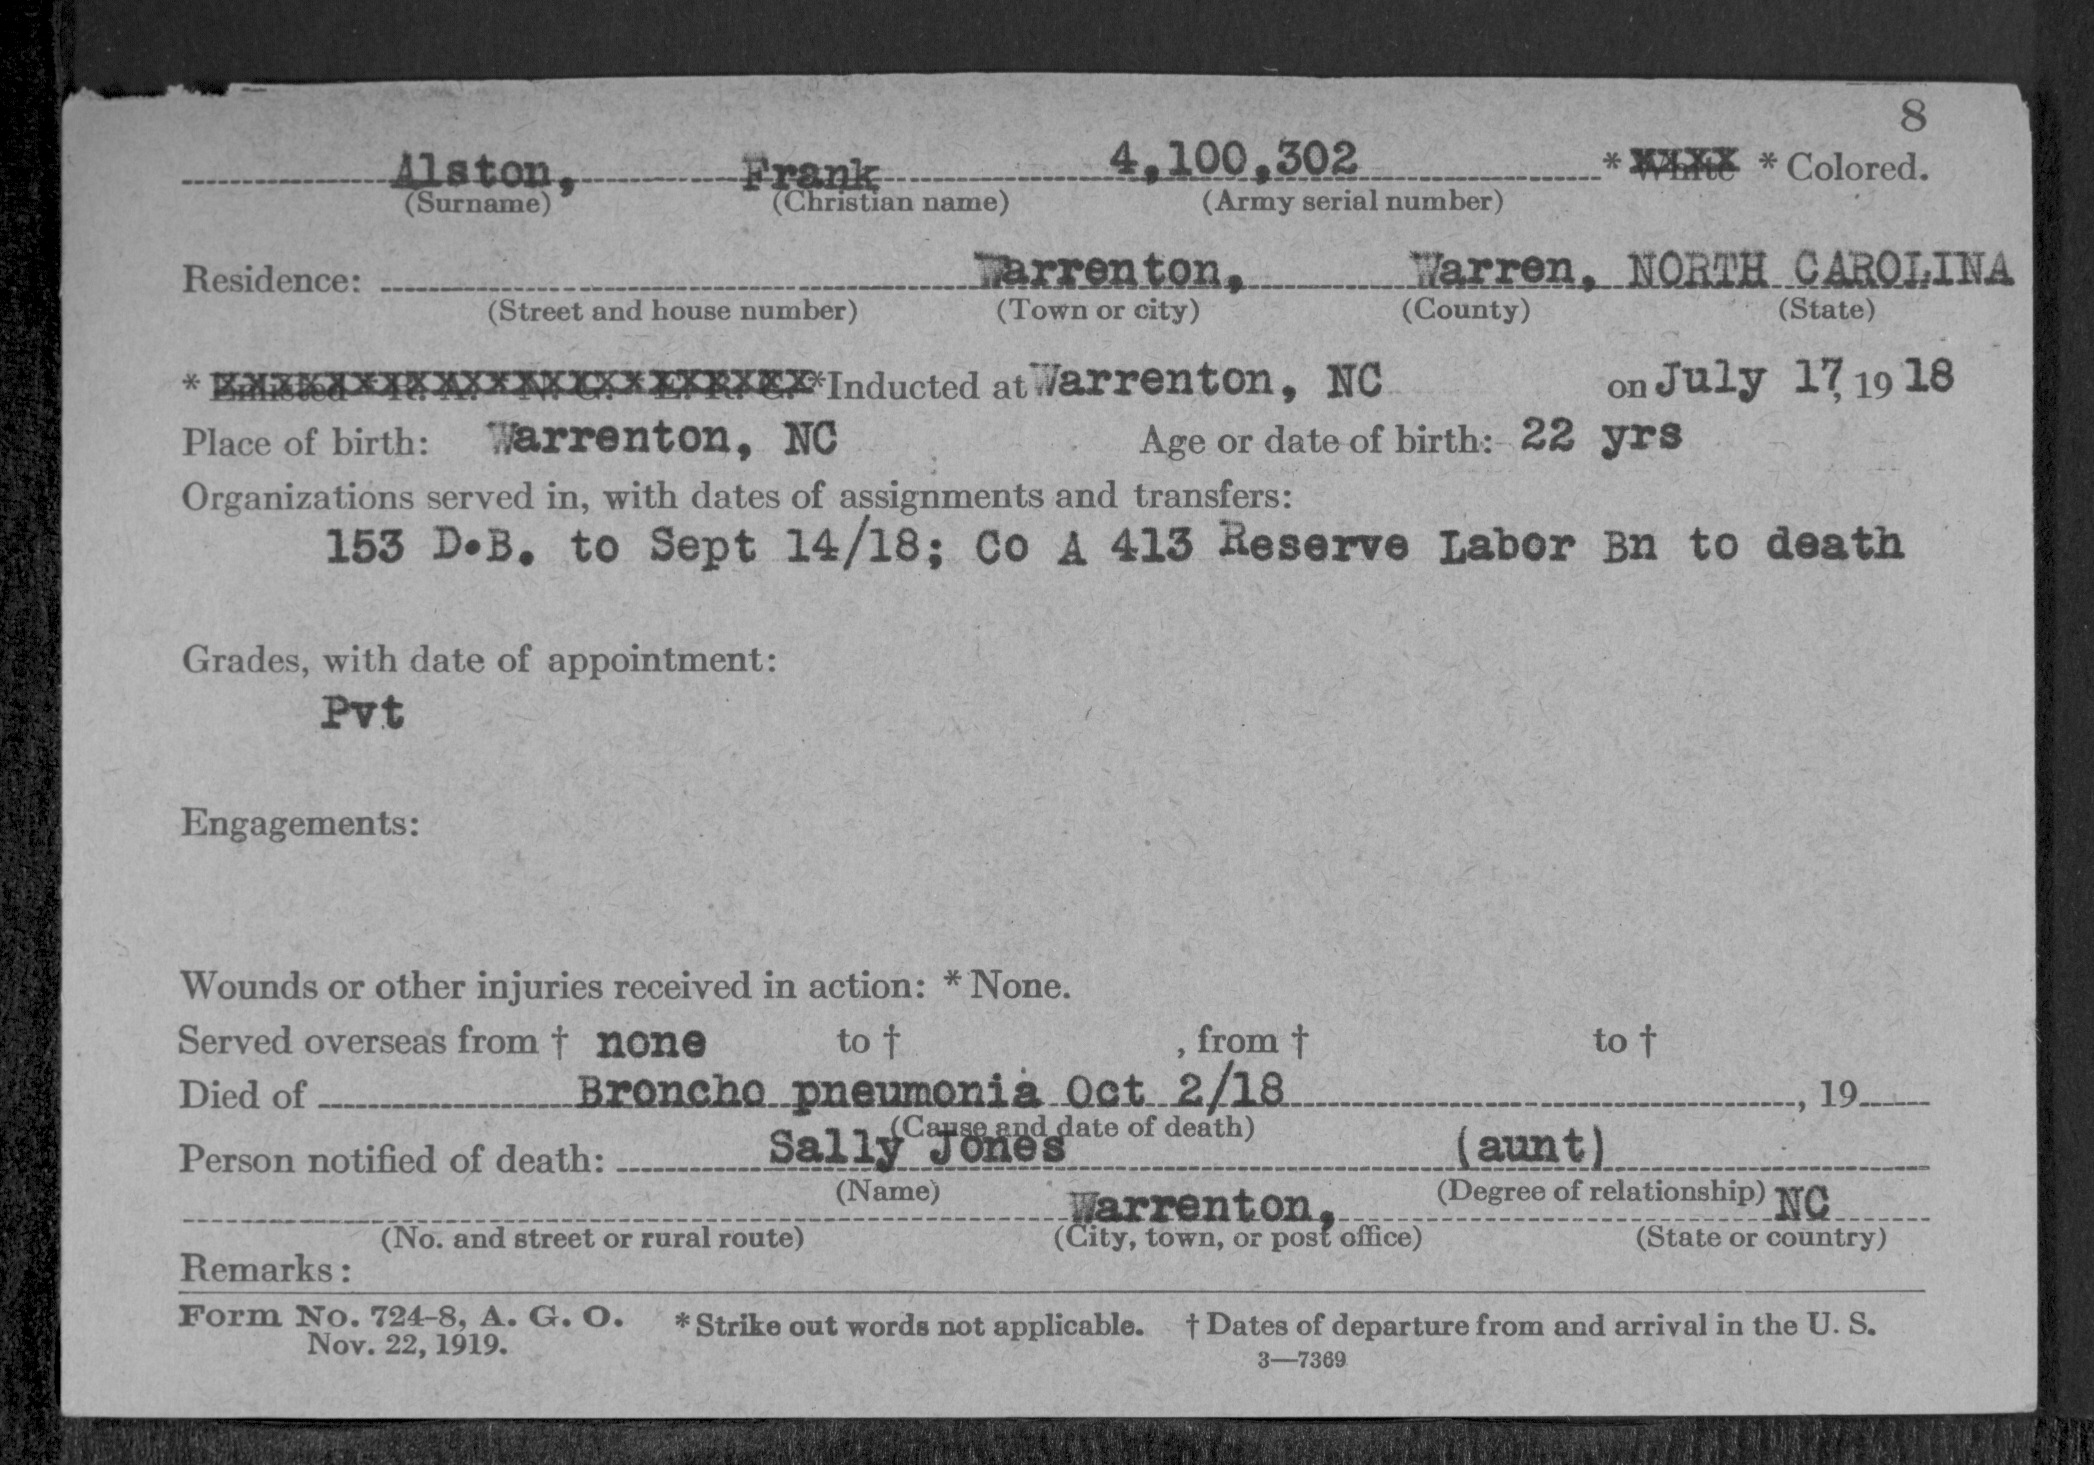 8
Alston, Frank 4,100,302 * White * Colored.
(Surname) (Christian name) (Army serial number)
Residence: Warrenton, Warren, NORTH CAROLINA
(Street and house number) (Town or city) (County) (State)
* Enlisted R. A. N. G. E. R. C. *Inducted at Warrenton, NC on July 17, 19 18
Place of birth: Warrenton, NC Age or date of birth: 22 yrs
Organizations served in, with dates of assignments and transfers:
153 D.B. to Sept 14/18; Co A 413 Reserve Labor Bn to death
Grades, with date of appointment:
Pvt
Engagements:
Wounds or other injuries received in action: * None.
Served overseas from † none to † , from † to †
Died of Broncho pneumonia Oct 2/18 , 19
(Cause and date of death)
Person notified of death: Sally Jones (aunt)
(Name) (Degree of relationship)
Warrenton, NC
(No. and street or rural route) (City, town, or post office) (State or country)
Remarks:
Form No. 724-8, A. G. O. * Strike out words not applicable. † Dates of departure from and arrival in the U. S.
Nov. 22, 1919.
3—7369